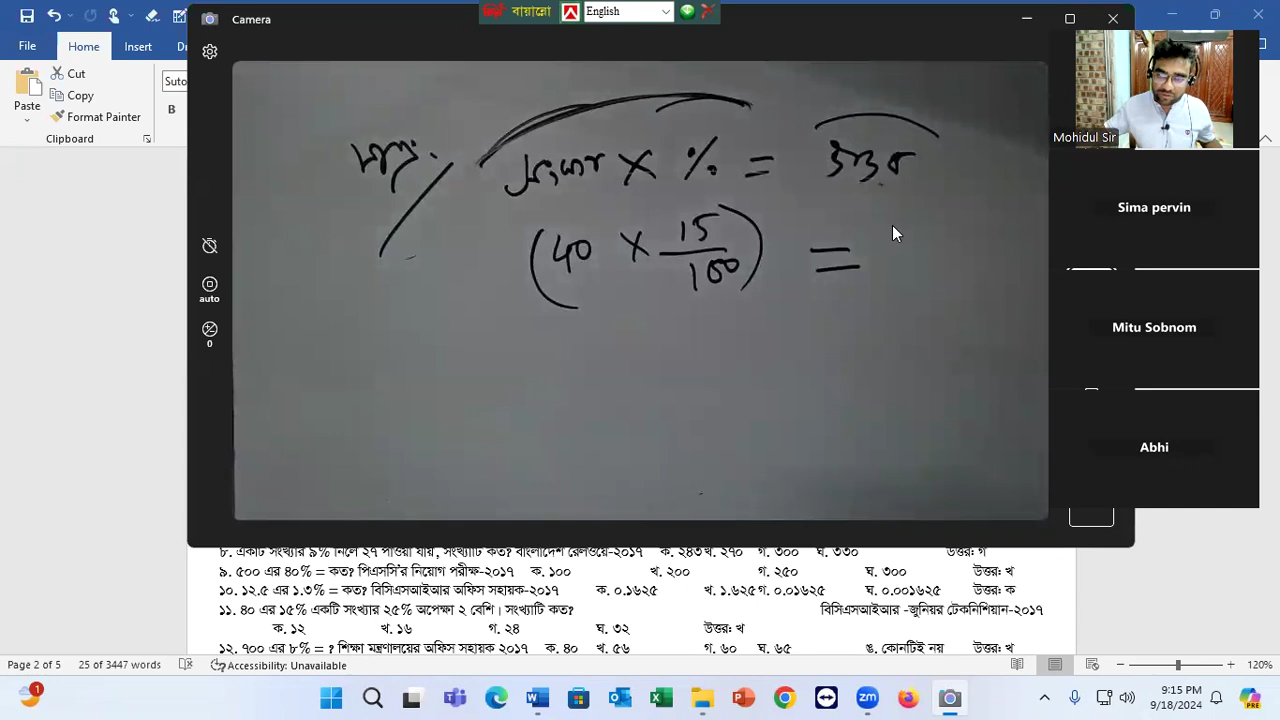 বায়ান্নো English
Camera
File Home Insert
Cut
Copy
Paste Format Painter
B
auto
0
সংখ্যা × % =
(40 × 15/100) =
Mohidul Sir
Sima pervin
Mitu Sobnom
Abhi
৮. একটি সংখ্যার ৯% নিলে ২৭ পাওয়া যায়, সংখ্যাটি কত? বাংলাদেশ রেলওয়ে-২০১৭ ক. ২৪৩ খ. ২৭০ গ. ৩০০ ঘ. ৩৩০ উত্তরঃ গ
৯. ৫০০ এর ৪০% = কত? পিএসসি'র নিয়োগ পরীক্ষ-২০১৭ ক. ১০০ খ. ২০০ গ. ২৫০ ঘ. ৩০০ উত্তরঃ খ
১০. ১২.৫ এর ১.৩% = কত? বিসিএসআইআর অফিস সহায়ক-২০১৭ ক. ০.১৬২৫ খ. ১.৬২৫ গ. ০.০১৬২৫ ঘ. ০.০০১৬২৫ উত্তরঃ ক
১১. ৪০ এর ১৫% একটি সংখ্যার ২৫% অপেক্ষা ২ বেশি। সংখ্যাটি কত? বিসিএসআইআর -জুনিয়র টেকনিশিয়ান-২০১৭
ক. ১২ খ. ১৬ গ. ২৪ ঘ. ৩২ উত্তরঃ খ
১২. ৭০০ এর ৮% = ? শিক্ষা মন্ত্রণালয়ের অফিস সহায়ক ২০১৭ ক. ৪০ খ. ৫৬ গ. ৬০ ঘ. ৬৫ ঙ. কোনটিই নয় উত্তরঃ খ
Page 2 of 5 25 of 3447 words Accessibility: Unavailable 120%
1
9:15 PM
9/18/2024